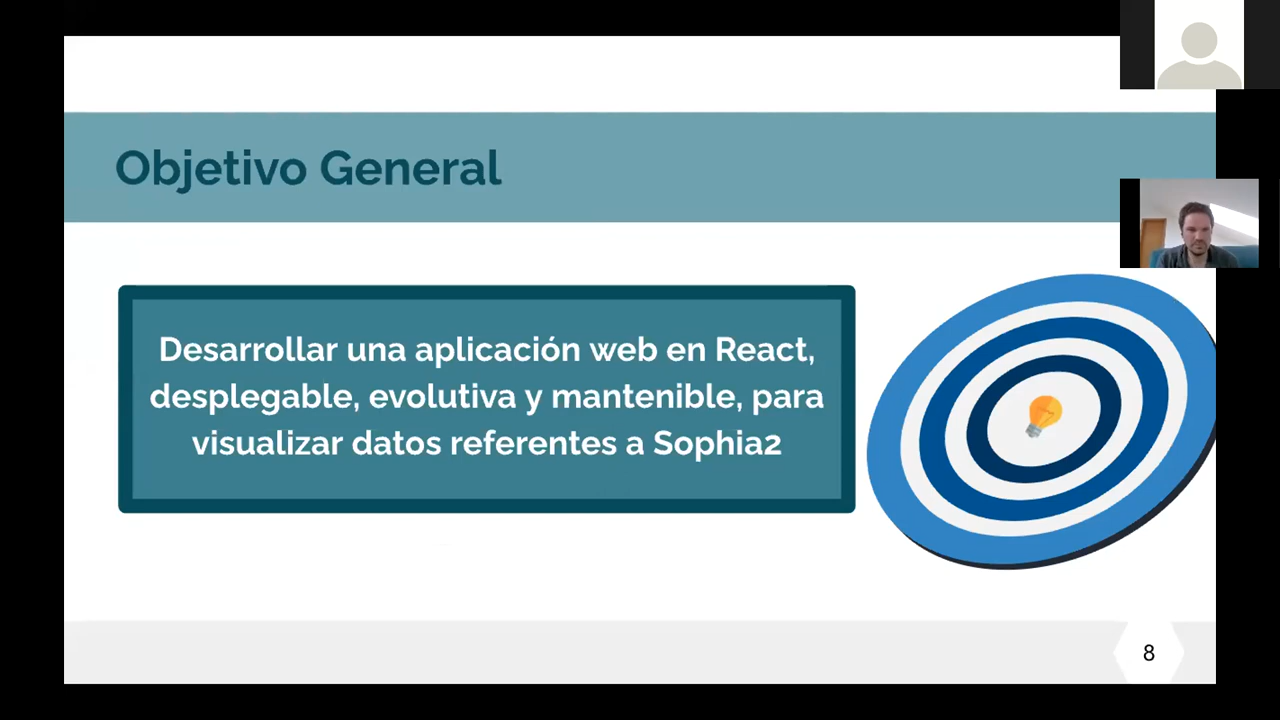 Objetivo General
Desarrollar una aplicación web en React,
desplegable, evolutiva y mantenible, para
visualizar datos referentes a Sophia2
8